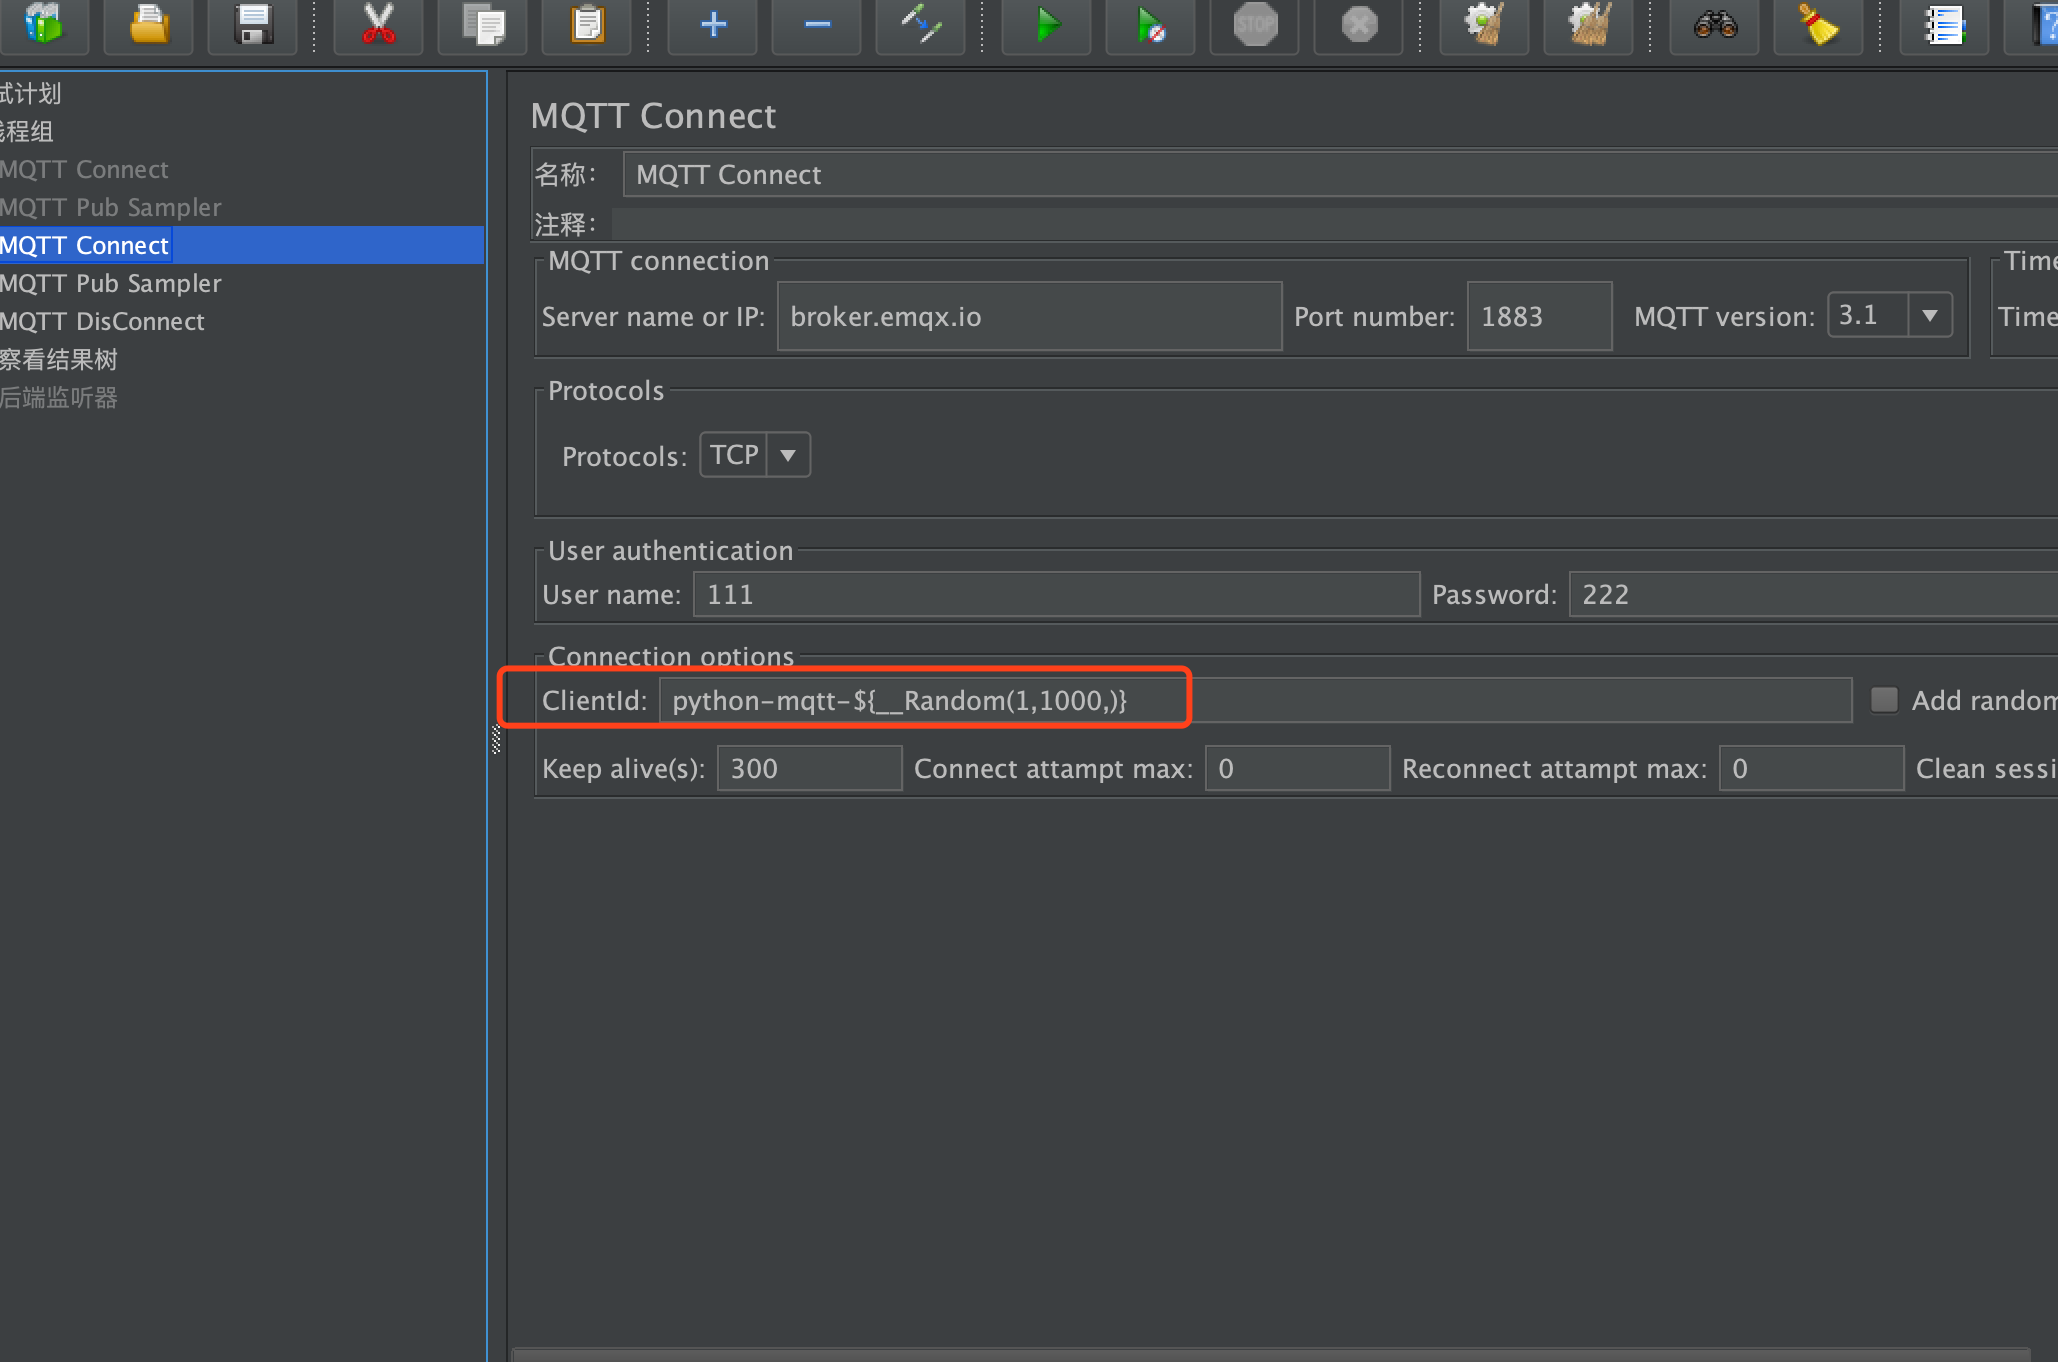 STOP
试计划
线程组
MQTT Connect
MQTT Pub Sampler
MQTT Connect
MQTT Pub Sampler
MQTT DisConnect
察看结果树
后端监听器
MQTT Connect
名称： MQTT Connect
注释：
MQTT connection
Time
Server name or IP: broker.emqx.io Port number: 1883 MQTT version: 3.1 Time
Protocols
Protocols: TCP
User authentication
User name: 111 Password: 222
Connection options
ClientId: python-mqtt-${__Random(1,1000,)} Add random
Keep alive(s): 300 Connect attampt max: 0 Reconnect attampt max: 0 Clean sessi